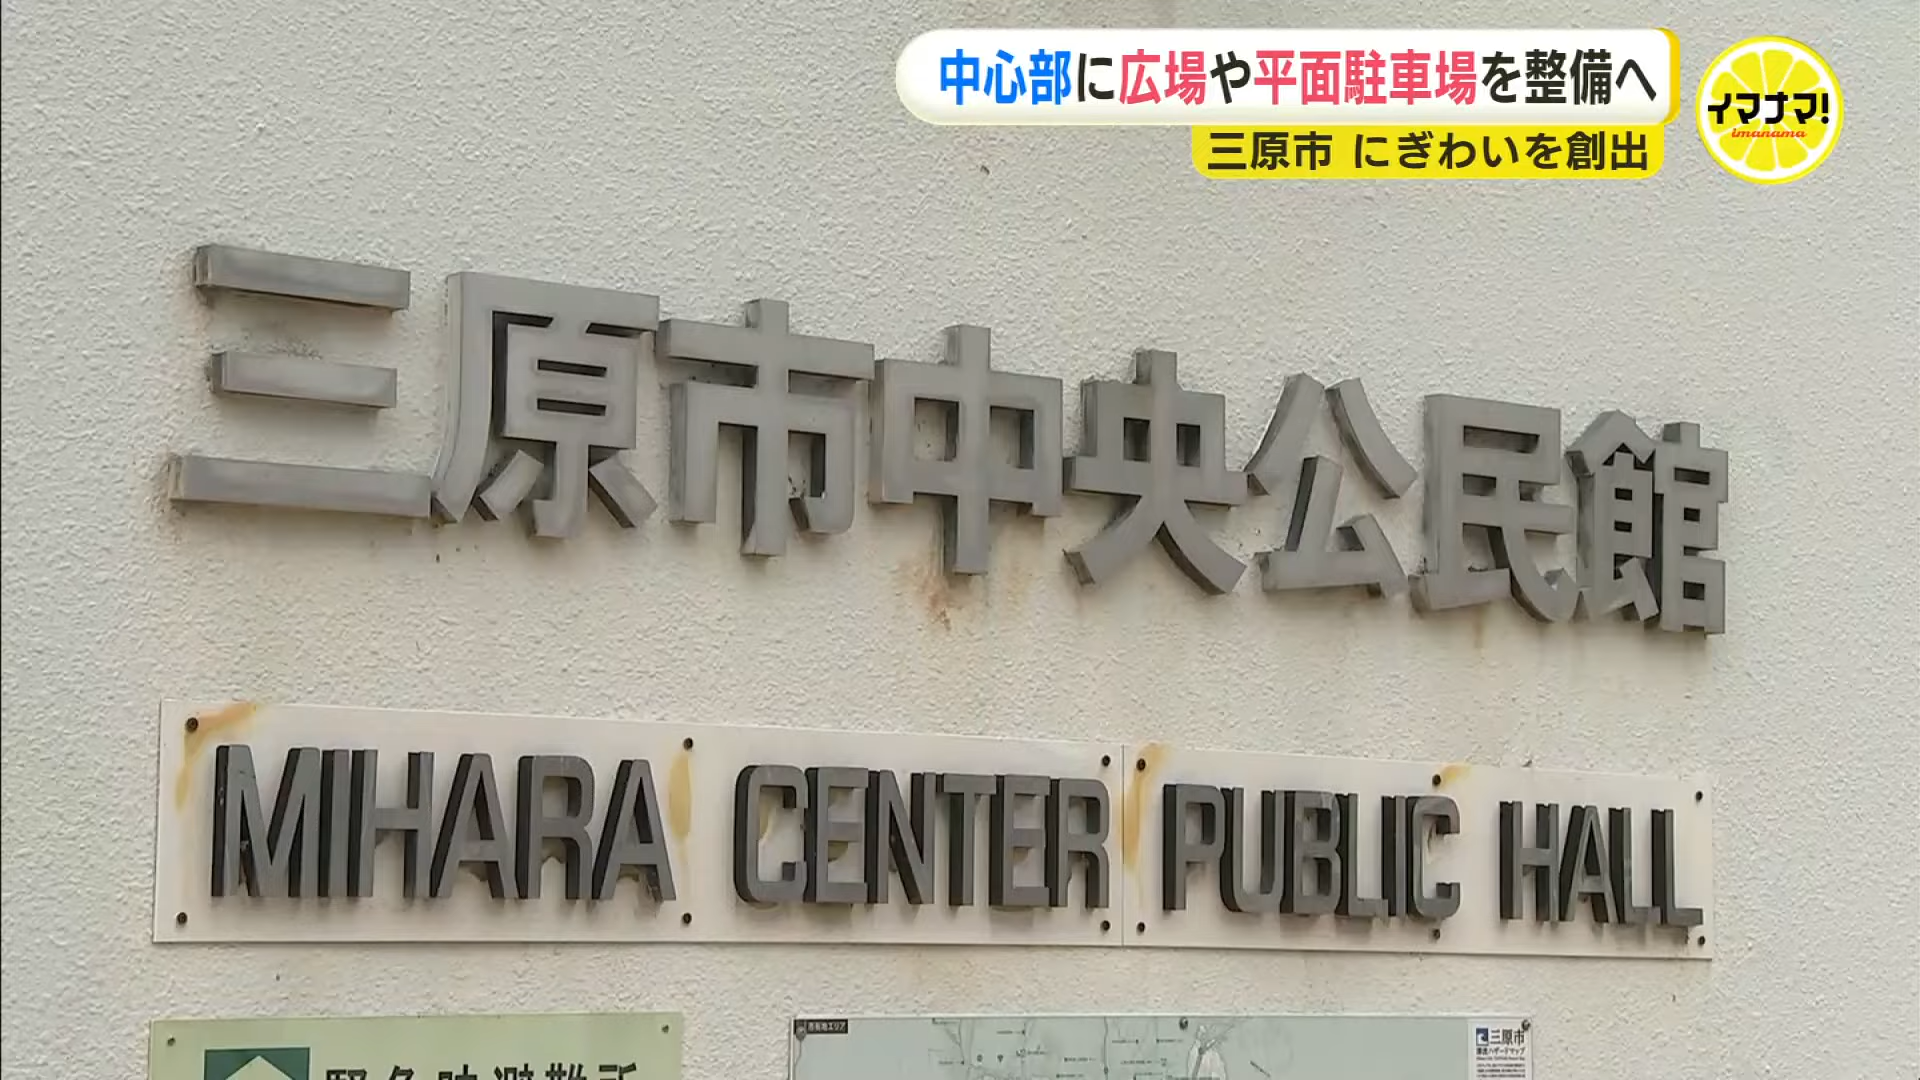 中心部に広場や平面駐車場を整備へ
三原市 にぎわいを創出
イマナマ!
imanama
三原市中央公民館
MIHARA CENTER PUBLIC HALL
三原市